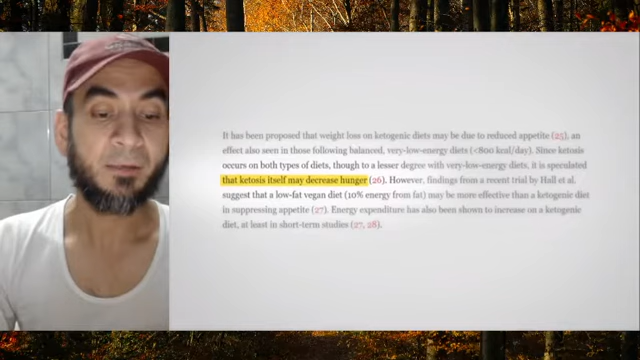 It has been proposed that weight loss on ketogenic diets may be due to reduced appetite (25), an
effect also seen in those following balanced, very-low-energy diets (<800 kcal/day). Since ketosis
occurs on both types of diets, though to a lesser degree with very-low-energy diets, it is speculated
that ketosis itself may decrease hunger (26). However, findings from a recent trial by Hall et al.
suggest that a low-fat vegan diet (10% energy from fat) may be more effective than a ketogenic diet
in suppressing appetite (27). Energy expenditure has also been shown to increase on a ketogenic
diet, at least in short-term studies (27, 28).